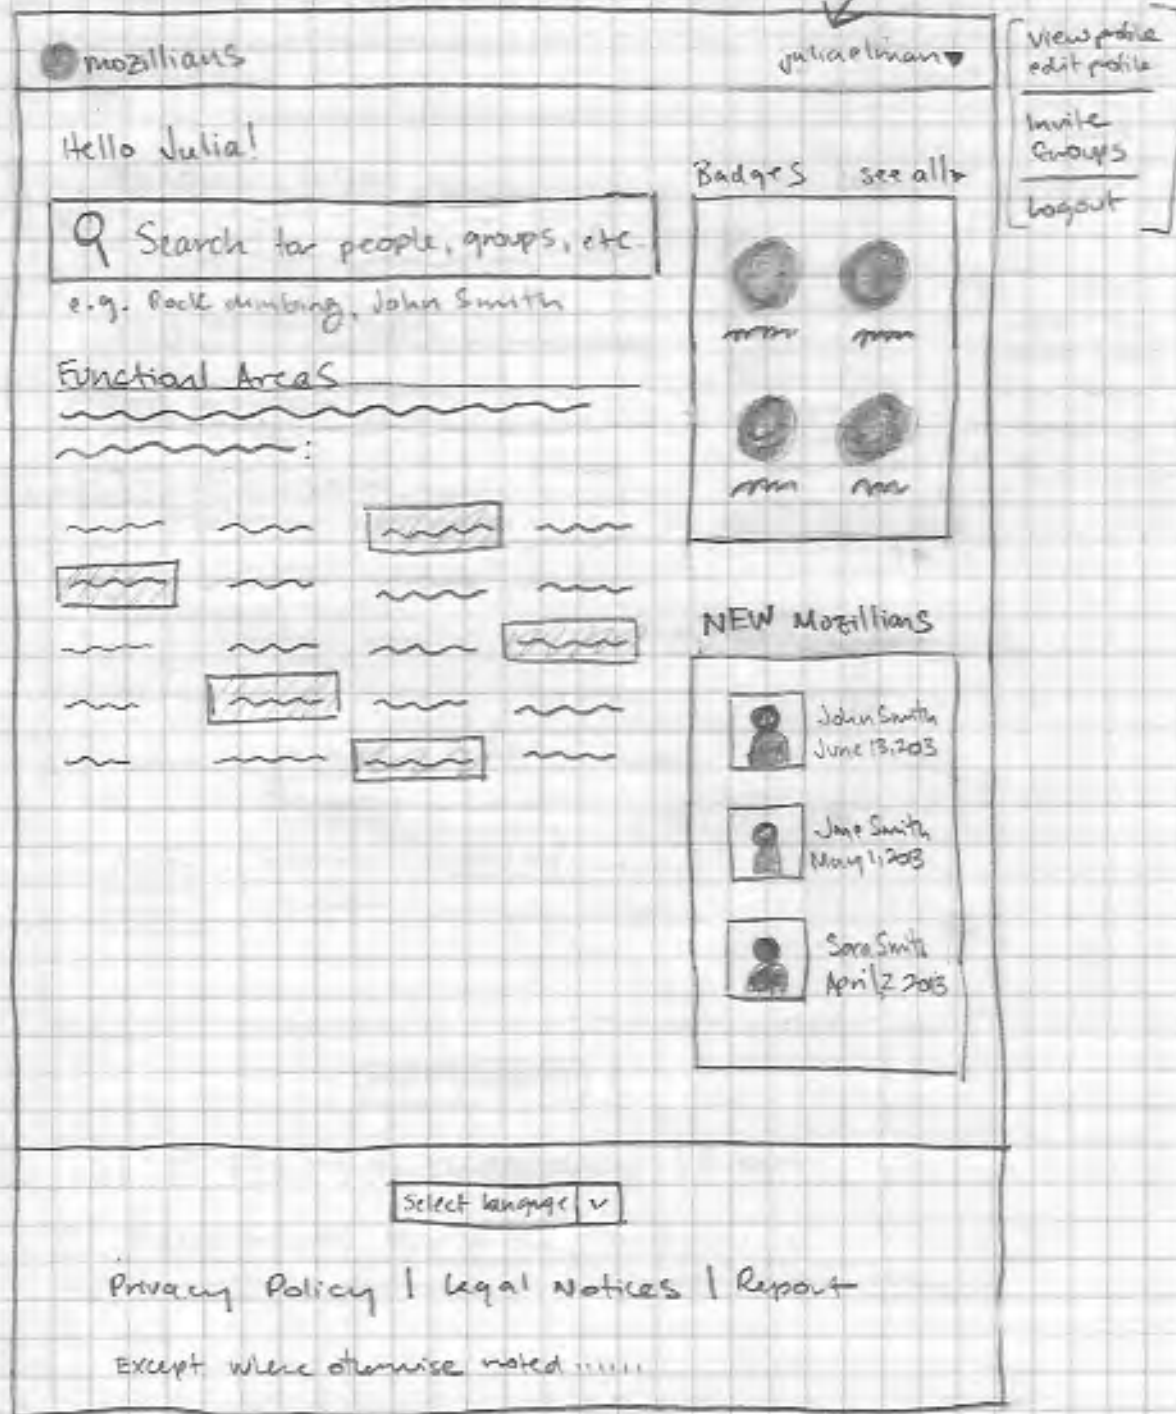 mozillians
juliaelman
View profile
edit profile
Invite
Groups
Logout
Hello Julia!
Search for people, groups, etc.
e.g. Rock climbing, John Smith
Functional Areas
Badges see all
NEW Mozillians
John Smith
June 13, 2013
Jane Smith
May 1, 2013
Sara Smith
April 2 2013
Select language
Privacy Policy | Legal Notices | Report
Except where otherwise noted ......